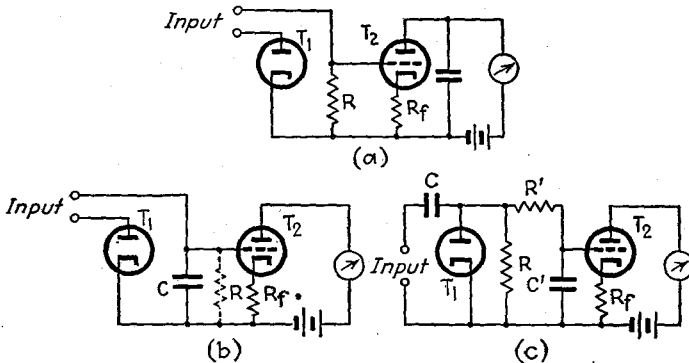 Input
T1
T2
R
Rf
(a)
Input
T1
T2
C
R
Rf
(b)
C
R'
Input
T1
R
C'
T2
Rf
(c)